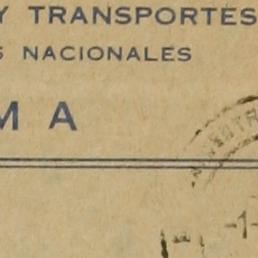 Y TRANSPORTES
S NACIONALES
M A